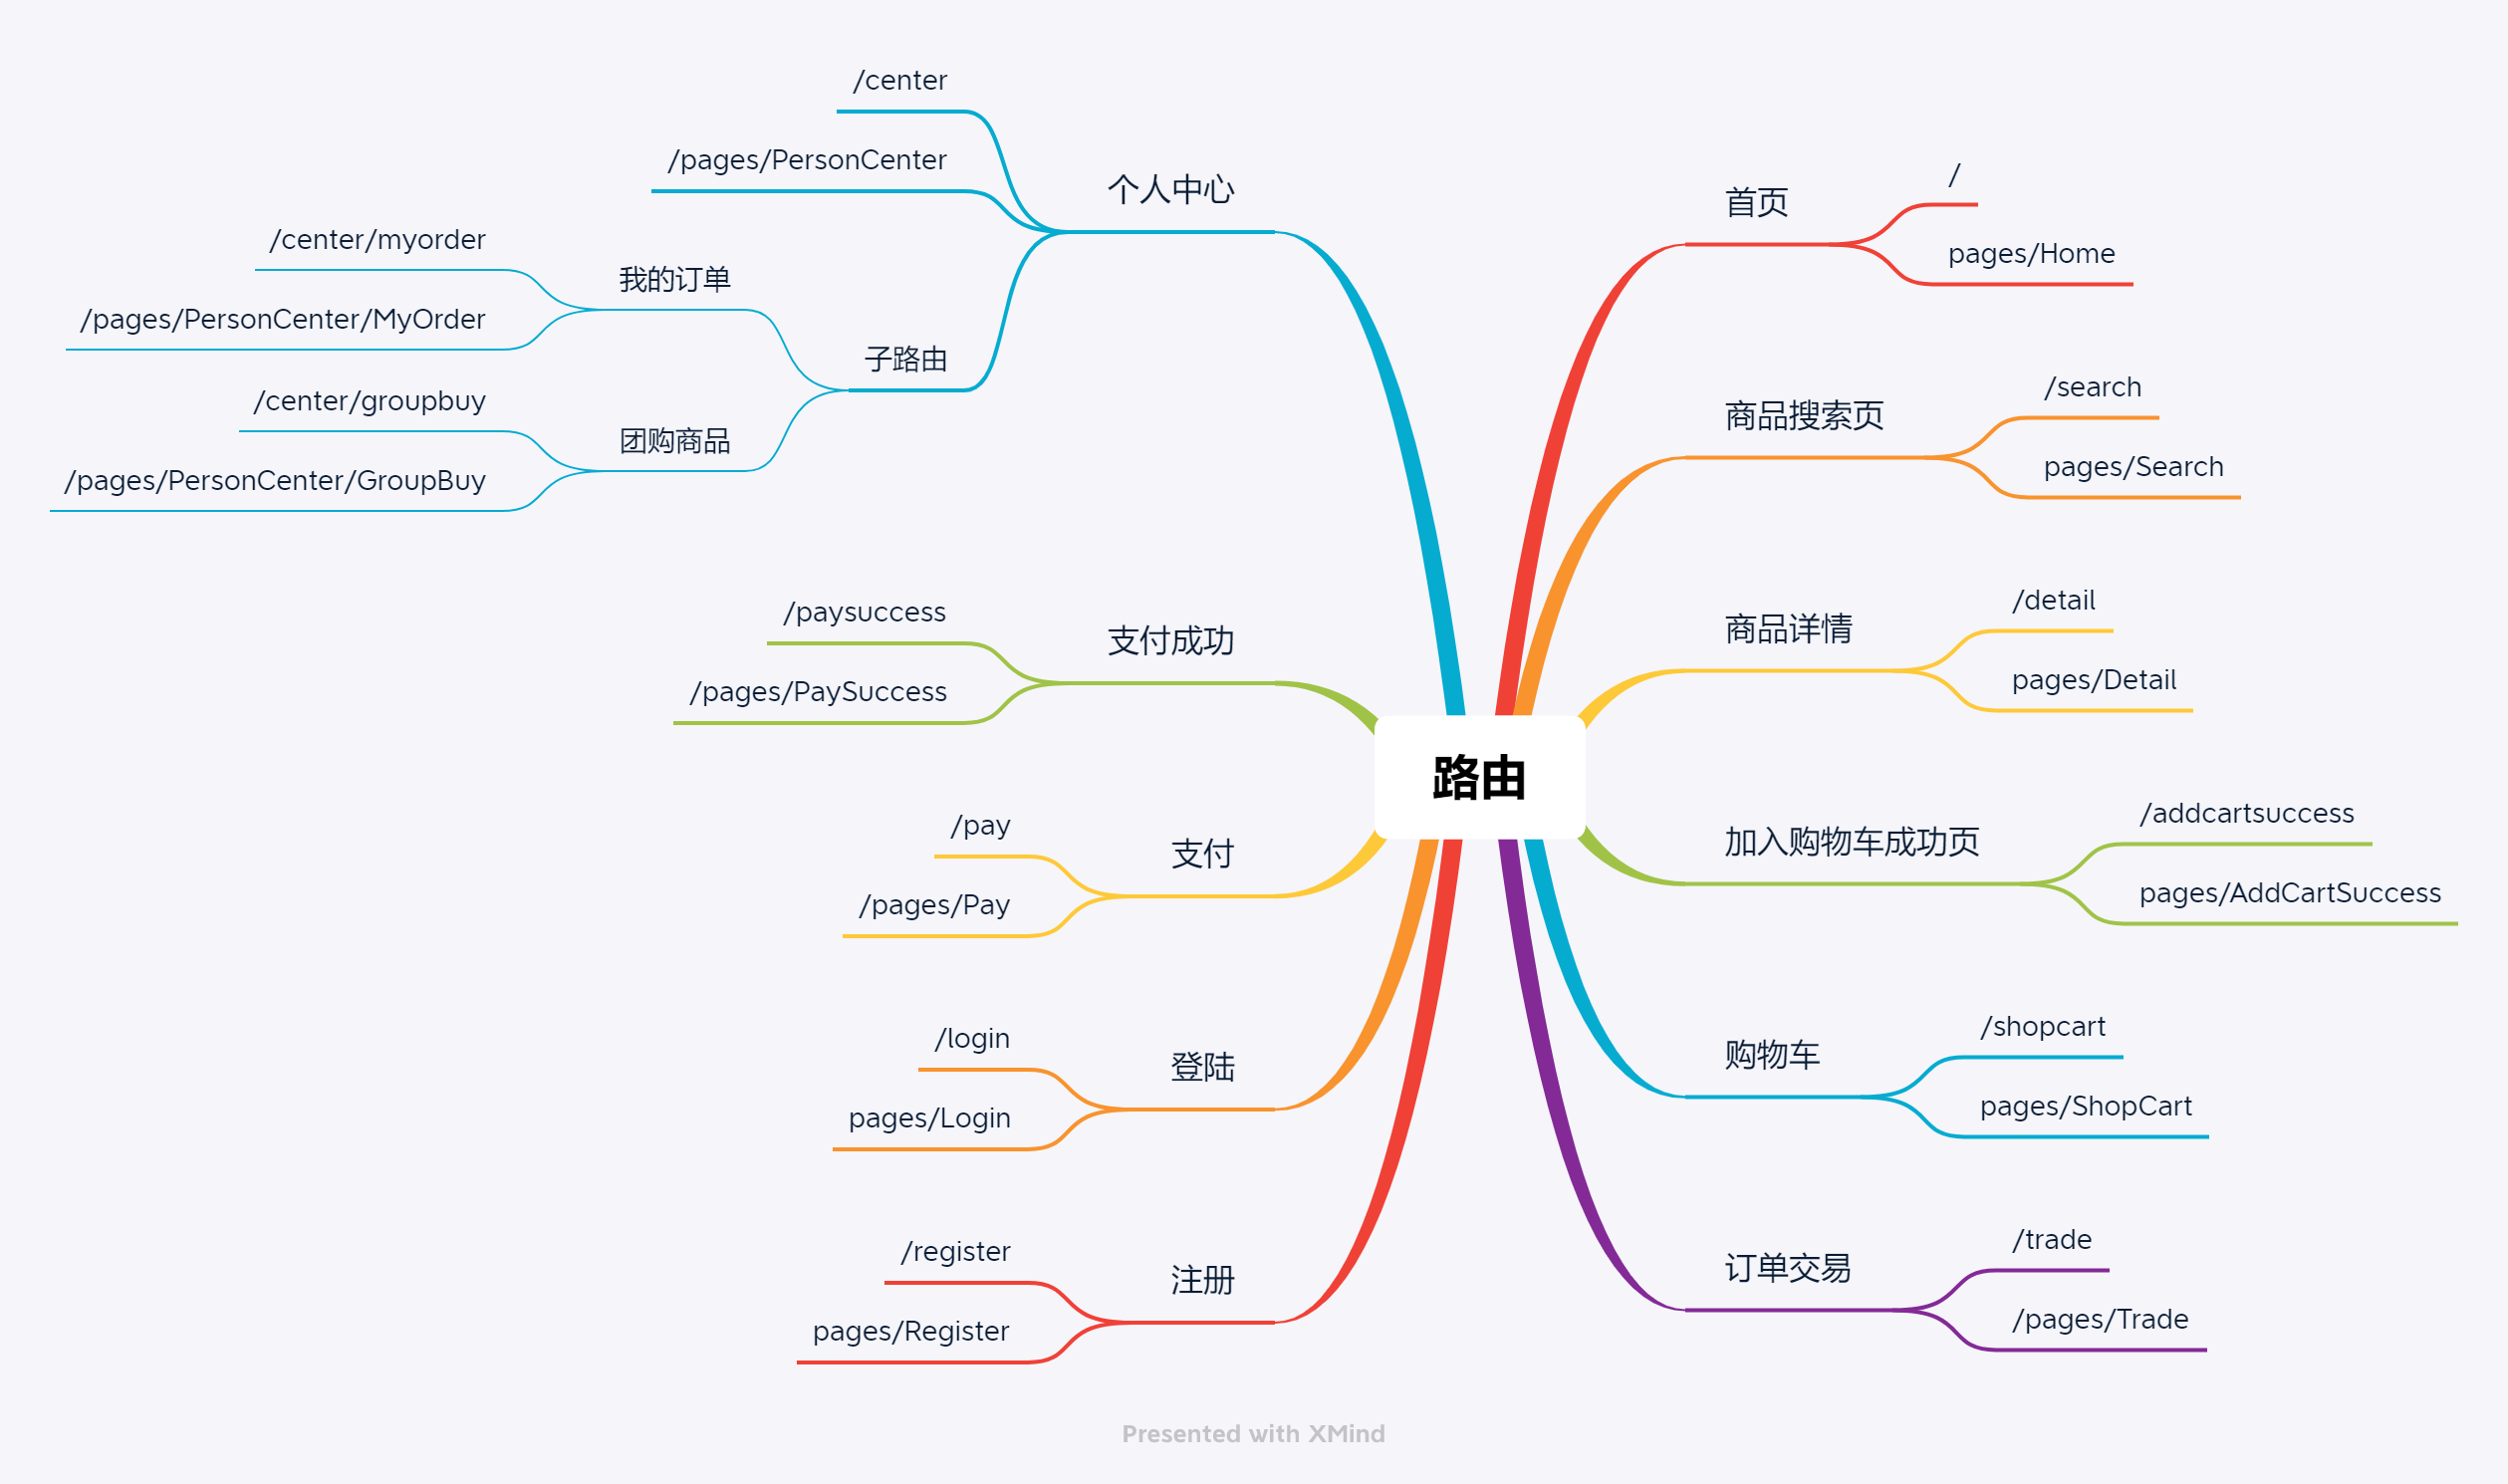 路由
首页
/
pages/Home
商品搜索页
/search
pages/Search
商品详情
/detail
pages/Detail
加入购物车成功页
/addcartsuccess
pages/AddCartSuccess
购物车
/shopcart
pages/ShopCart
订单交易
/trade
/pages/Trade
个人中心
/center
/pages/PersonCenter
子路由
我的订单
/center/myorder
/pages/PersonCenter/MyOrder
团购商品
/center/groupbuy
/pages/PersonCenter/GroupBuy
支付成功
/paysuccess
/pages/PaySuccess
支付
/pay
/pages/Pay
登陆
/login
pages/Login
注册
/register
pages/Register
Presented with XMind